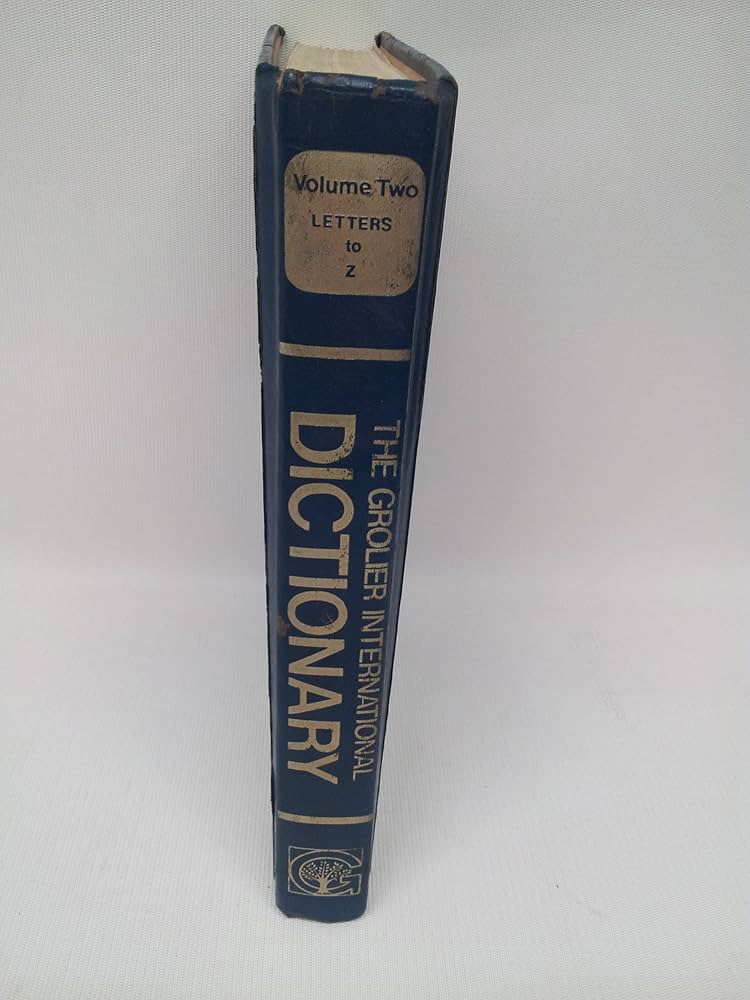 Volume Two
LETTERS
to
Z
THE GROLIER INTERNATIONAL
DICTIONARY